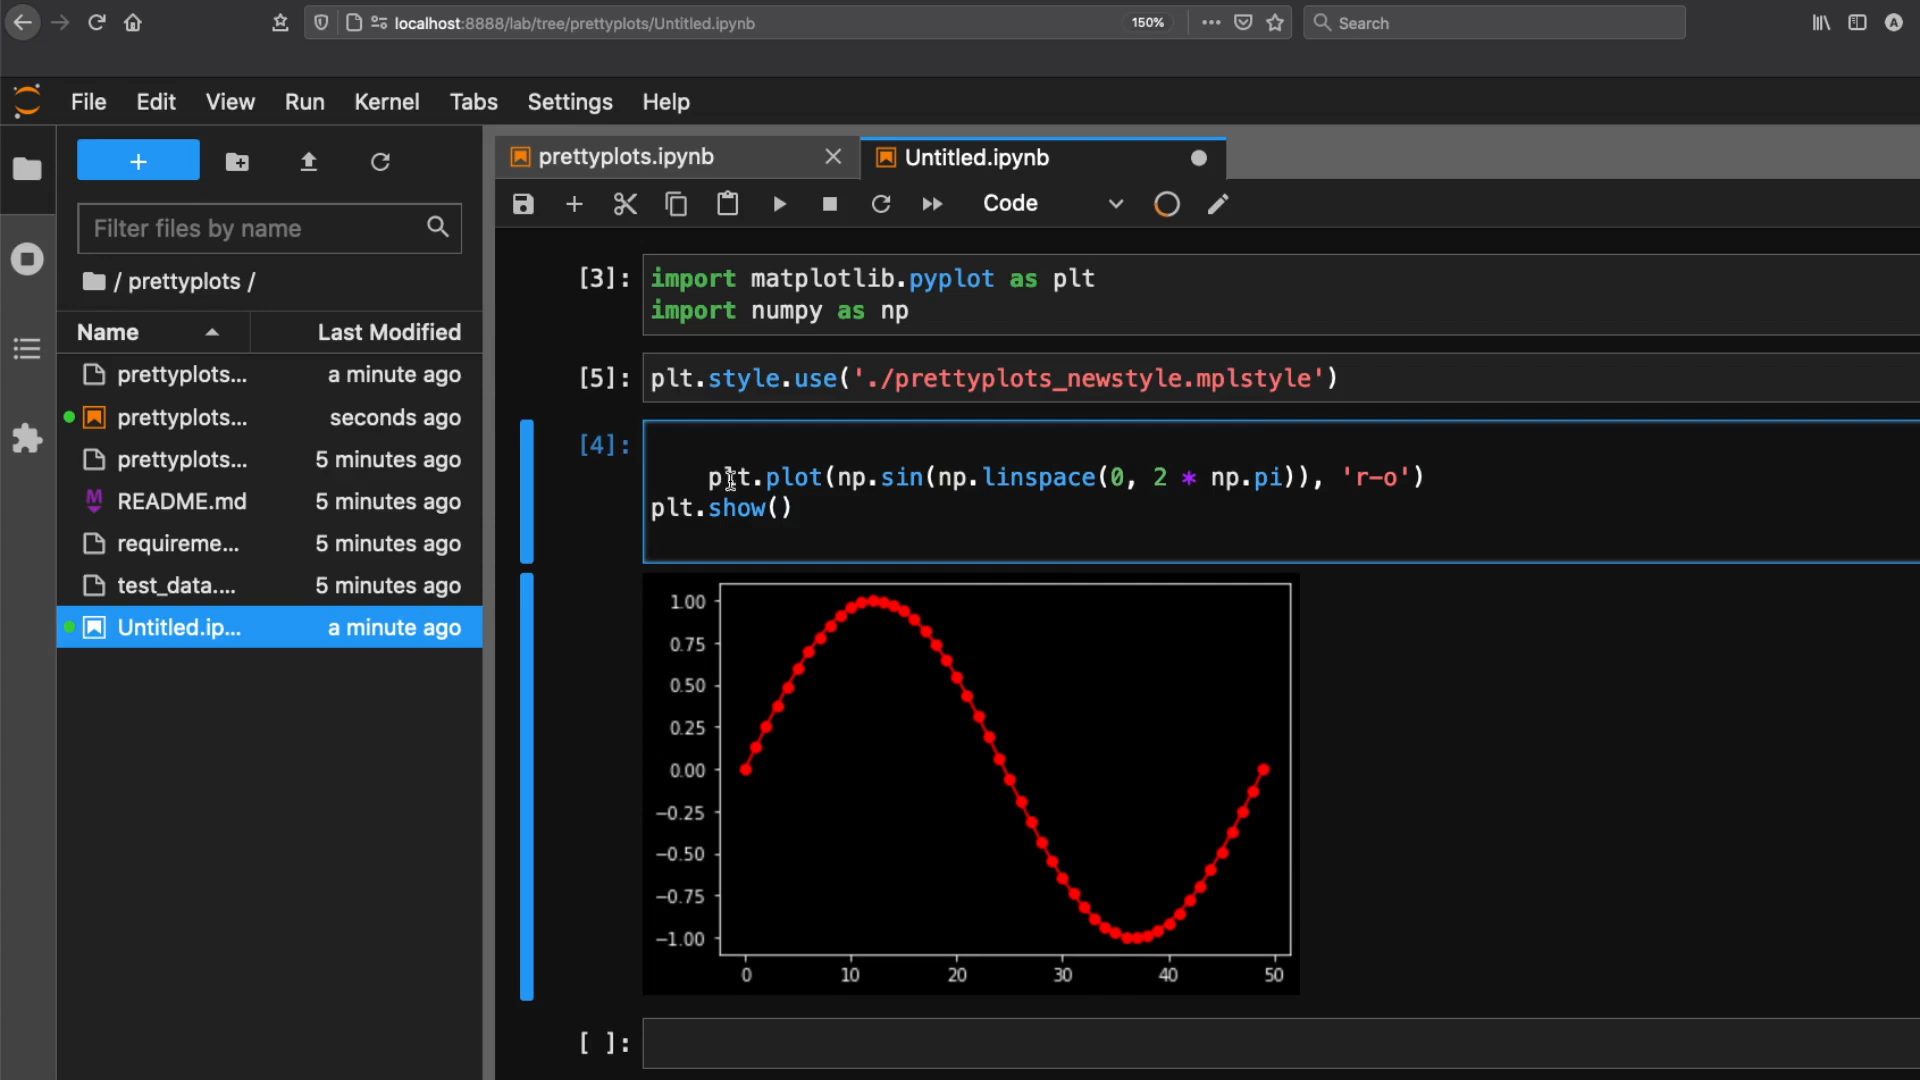 localhost:8888/lab/tree/prettyplots/Untitled.ipynb
150%
Search
A
File Edit View Run Kernel Tabs Settings Help
+
Filter files by name
/ prettyplots /
Name Last Modified
prettyplots... a minute ago
prettyplots... seconds ago
prettyplots... 5 minutes ago
M README.md 5 minutes ago
requireme... 5 minutes ago
test_data.... 5 minutes ago
Untitled.ip... a minute ago
prettyplots.ipynb
Untitled.ipynb
Code
[3]: import matplotlib.pyplot as plt
import numpy as np
[5]: plt.style.use('./prettyplots_newstyle.mplstyle')
[4]:
plt.plot(np.sin(np.linspace(0, 2 * np.pi)), 'r-o')
plt.show()
1.00
0.75
0.50
0.25
0.00
−0.25
−0.50
−0.75
−1.00
0 10 20 30 40 50
[ ]: